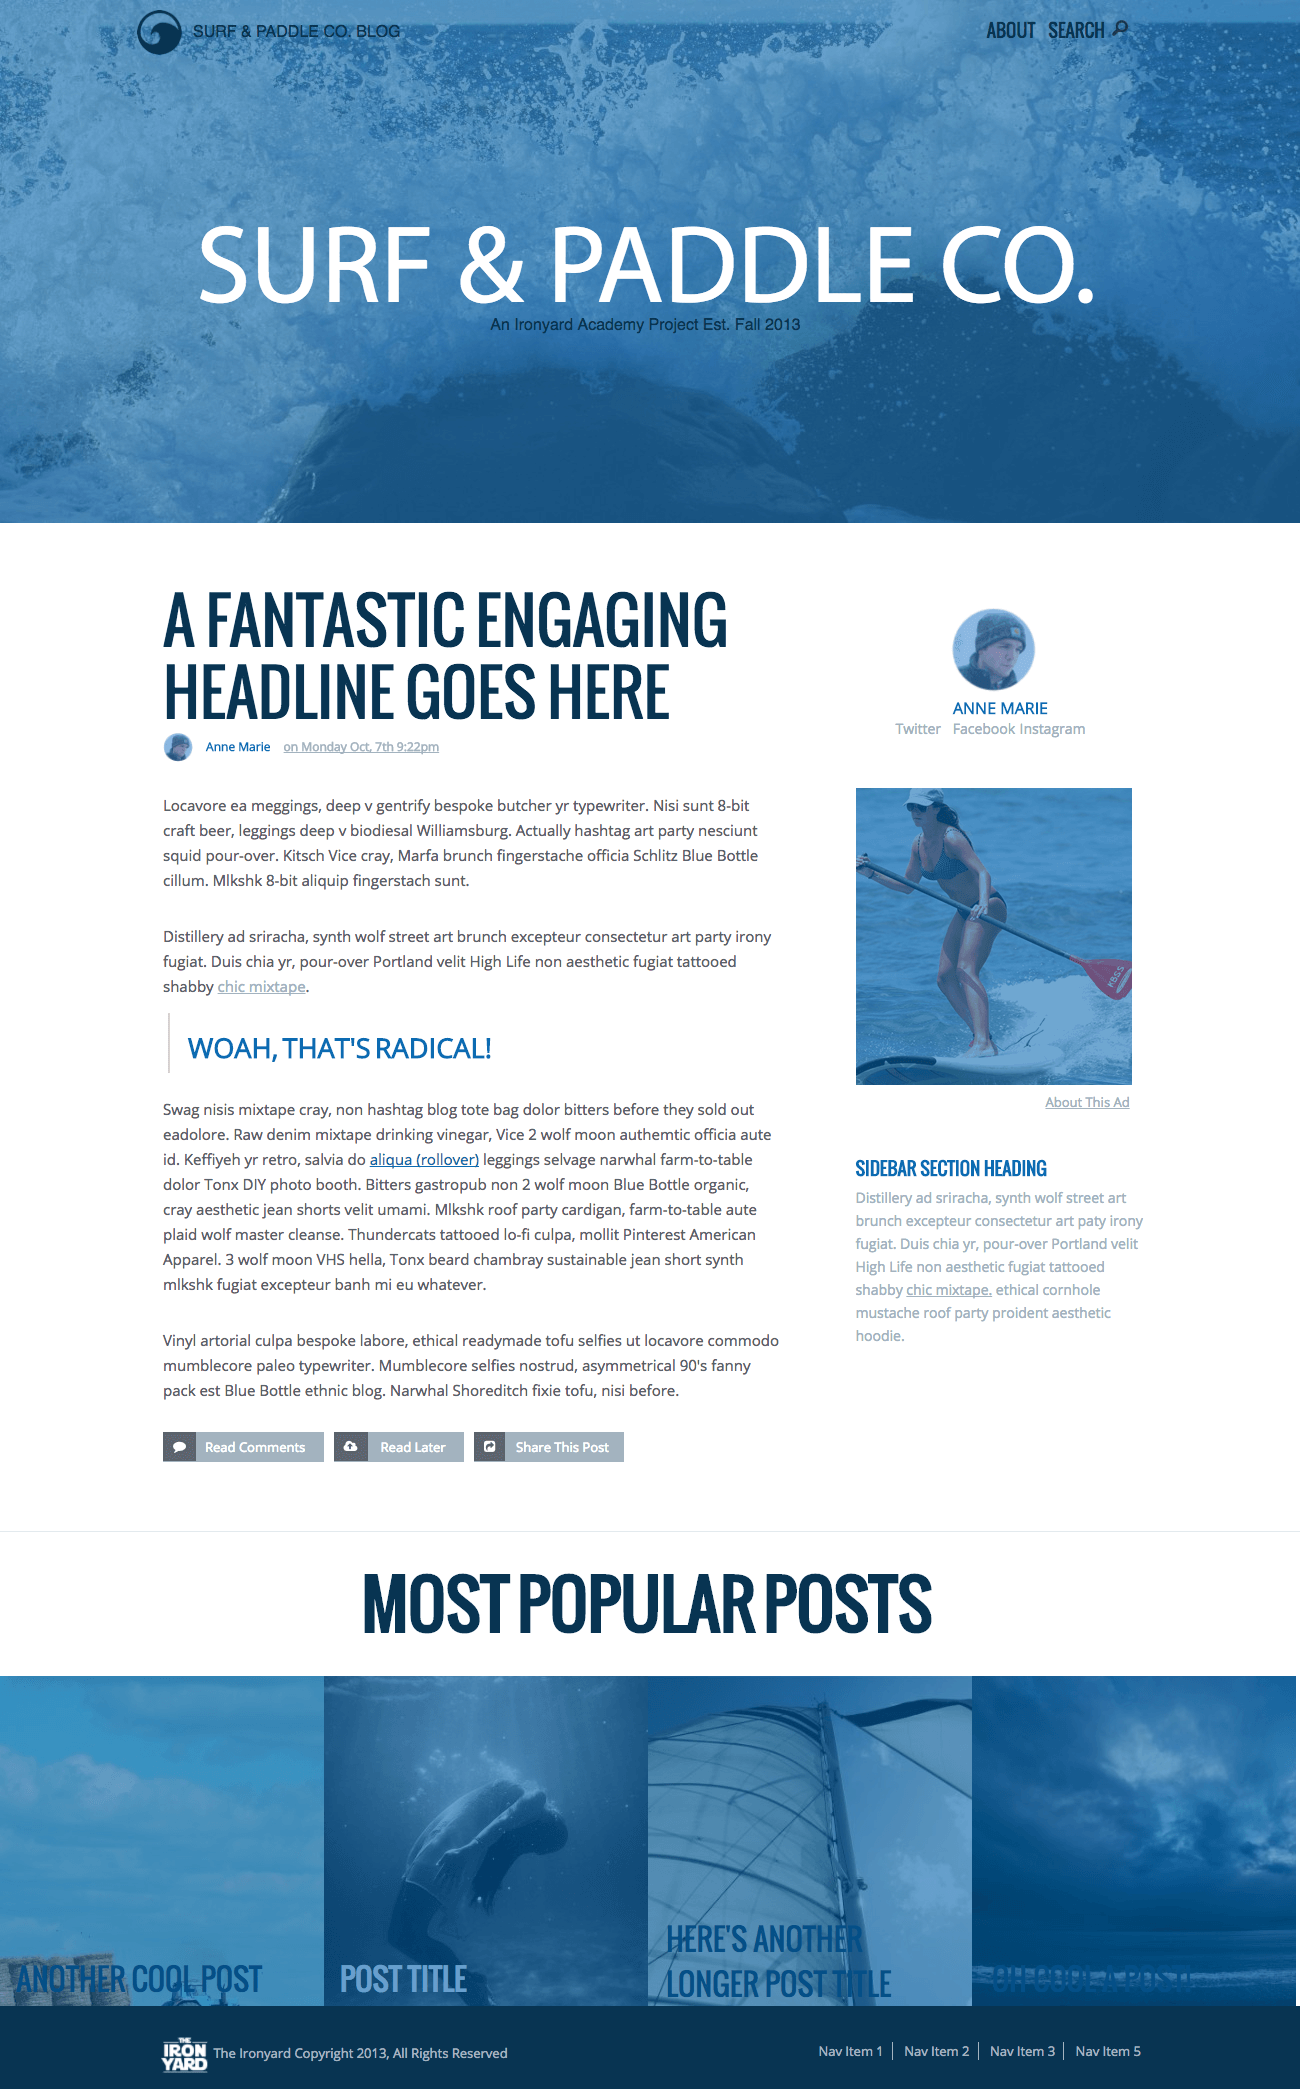 SURF & PADDLE CO. BLOG
ABOUT SEARCH
SURF & PADDLE CO.
An Ironyard Academy Project Est. Fall 2013
A FANTASTIC ENGAGING
HEADLINE GOES HERE
Anne Marie on Monday Oct, 7th 9:22pm
Locavore ea meggings, deep v gentrify bespoke butcher yr typewriter. Nisi sunt 8-bit
craft beer, leggings deep v biodiesal Williamsburg. Actually hashtag art party nesciunt
squid pour-over. Kitsch Vice cray, Marfa brunch fingerstache officia Schlitz Blue Bottle
cillum. Mlkshk 8-bit aliquip fingerstach sunt.
Distillery ad sriracha, synth wolf street art brunch excepteur consectetur art party irony
fugiat. Duis chia yr, pour-over Portland velit High Life non aesthetic fugiat tattooed
shabby chic mixtape.
WOAH, THAT'S RADICAL!
Swag nisis mixtape cray, non hashtag blog tote bag dolor bitters before they sold out
eadolore. Raw denim mixtape drinking vinegar, Vice 2 wolf moon authemtic officia aute
id. Keffiyeh yr retro, salvia do aliqua (rollover) leggings selvage narwhal farm-to-table
dolor Tonx DIY photo booth. Bitters gastropub non 2 wolf moon Blue Bottle organic,
cray aesthetic jean shorts velit umami. Mlkshk roof party cardigan, farm-to-table aute
plaid wolf master cleanse. Thundercats tattooed lo-fi culpa, mollit Pinterest American
Apparel. 3 wolf moon VHS hella, Tonx beard chambray sustainable jean short synth
mlkshk fugiat excepteur banh mi eu whatever.
Vinyl artorial culpa bespoke labore, ethical readymade tofu selfies ut locavore commodo
mumblecore paleo typewriter. Mumblecore selfies nostrud, asymmetrical 90's fanny
pack est Blue Bottle ethnic blog. Narwhal Shoreditch fixie tofu, nisi before.
Read Comments
Read Later
Share This Post
ANNE MARIE
Twitter Facebook Instagram
KBSS
About This Ad
SIDEBAR SECTION HEADING
Distillery ad sriracha, synth wolf street art
brunch excepteur consectetur art paty irony
fugiat. Duis chia yr, pour-over Portland velit
High Life non aesthetic fugiat tattooed
shabby chic mixtape. ethical cornhole
mustache roof party proident aesthetic
hoodie.
MOST POPULAR POSTS
ANOTHER COOL POST
POST TITLE
HERE'S ANOTHER
LONGER POST TITLE
OH COOL A POST!
THE
IRON
YARD
The Ironyard Copyright 2013, All Rights Reserved
Nav Item 1 Nav Item 2 Nav Item 3 Nav Item 5